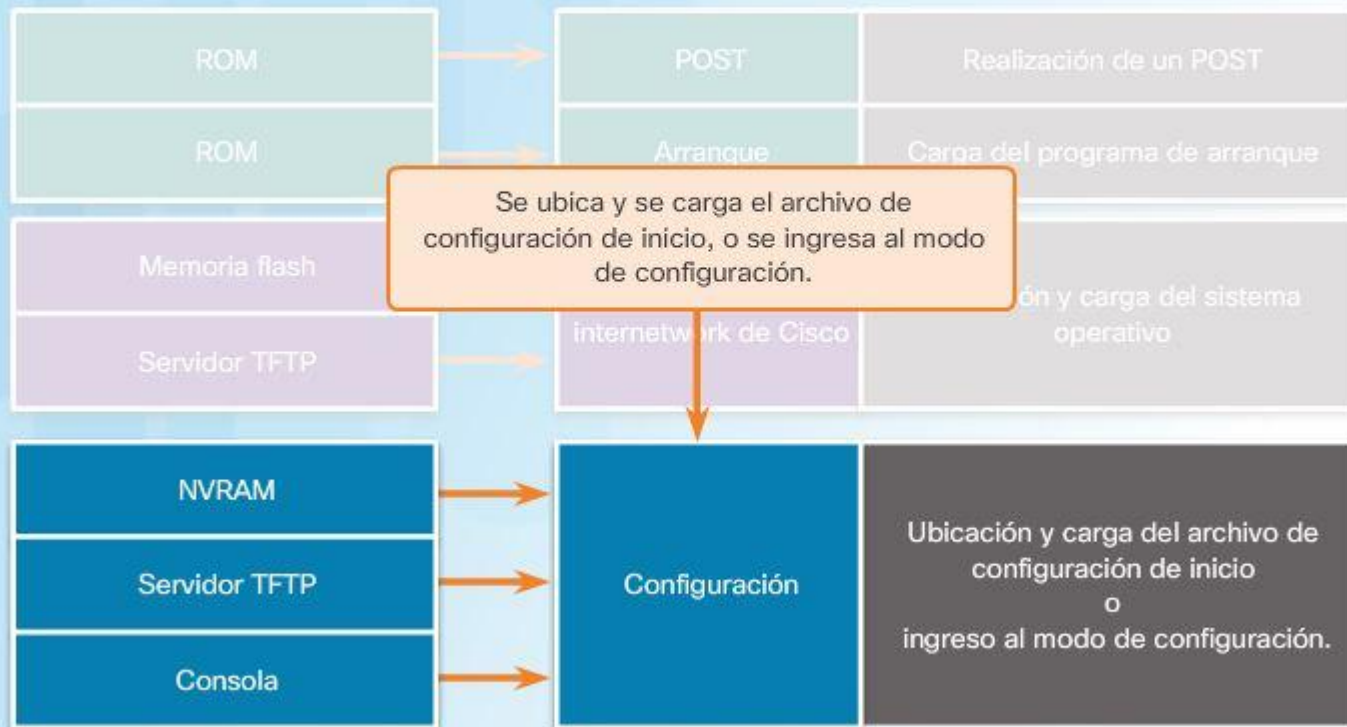 ROM
POST
Realización de un POST
ROM
Arranque
Carga del programa de arranque
Se ubica y se carga el archivo de
configuración de inicio, o se ingresa al modo
de configuración.
Memoria flash
Servidor TFTP
internetwork de Cisco
y carga del sistema
operativo
NVRAM
Servidor TFTP
Consola
Configuración
Ubicación y carga del archivo de
configuración de inicio
o
ingreso al modo de configuración.